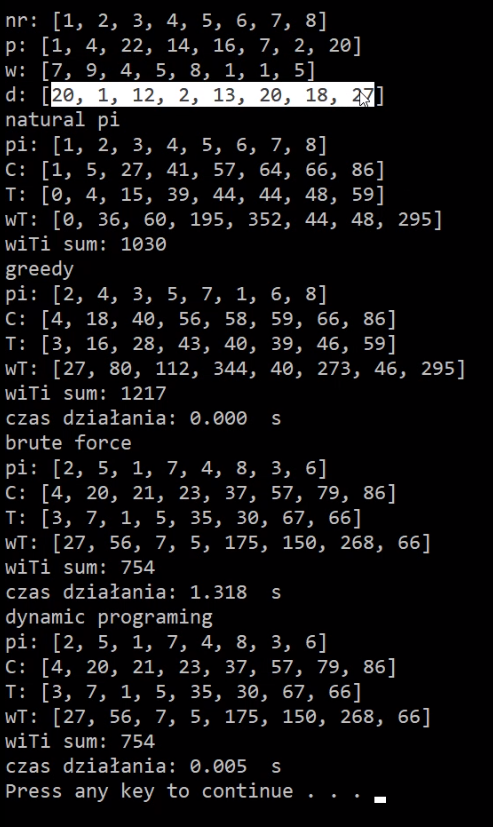 nr: [1, 2, 3, 4, 5, 6, 7, 8]
p: [1, 4, 22, 14, 16, 7, 2, 20]
w: [7, 9, 4, 5, 8, 1, 1, 5]
d: [20, 1, 12, 2, 13, 20, 18, 27]
natural pi
pi: [1, 2, 3, 4, 5, 6, 7, 8]
C: [1, 5, 27, 41, 57, 64, 66, 86]
T: [0, 4, 15, 39, 44, 44, 48, 59]
wT: [0, 36, 60, 195, 352, 44, 48, 295]
wiTi sum: 1030
greedy
pi: [2, 4, 3, 5, 7, 1, 6, 8]
C: [4, 18, 40, 56, 58, 59, 66, 86]
T: [3, 16, 28, 43, 40, 39, 46, 59]
wT: [27, 80, 112, 344, 40, 273, 46, 295]
wiTi sum: 1217
czas działania: 0.000  s
brute force
pi: [2, 5, 1, 7, 4, 8, 3, 6]
C: [4, 20, 21, 23, 37, 57, 79, 86]
T: [3, 7, 1, 5, 35, 30, 67, 66]
wT: [27, 56, 7, 5, 175, 150, 268, 66]
wiTi sum: 754
czas działania: 1.318  s
dynamic programing
pi: [2, 5, 1, 7, 4, 8, 3, 6]
C: [4, 20, 21, 23, 37, 57, 79, 86]
T: [3, 7, 1, 5, 35, 30, 67, 66]
wT: [27, 56, 7, 5, 175, 150, 268, 66]
wiTi sum: 754
czas działania: 0.005  s
Press any key to continue . . .